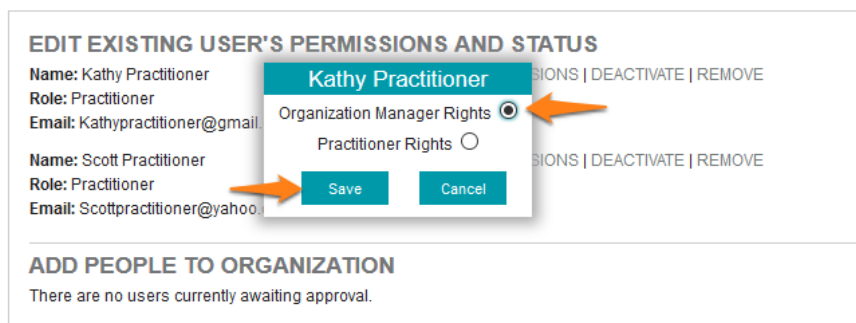 EDIT EXISTING USER'S PERMISSIONS AND STATUS
Name: Kathy Practitioner
SIONS | DEACTIVATE | REMOVE
Role: Practitioner
Email: Kathypractitioner@gmail.
Kathy Practitioner
Organization Manager Rights
Practitioner Rights
Save Cancel
Name: Scott Practitioner
SIONS | DEACTIVATE | REMOVE
Role: Practitioner
Email: Scottpractitioner@yahoo.
ADD PEOPLE TO ORGANIZATION
There are no users currently awaiting approval.